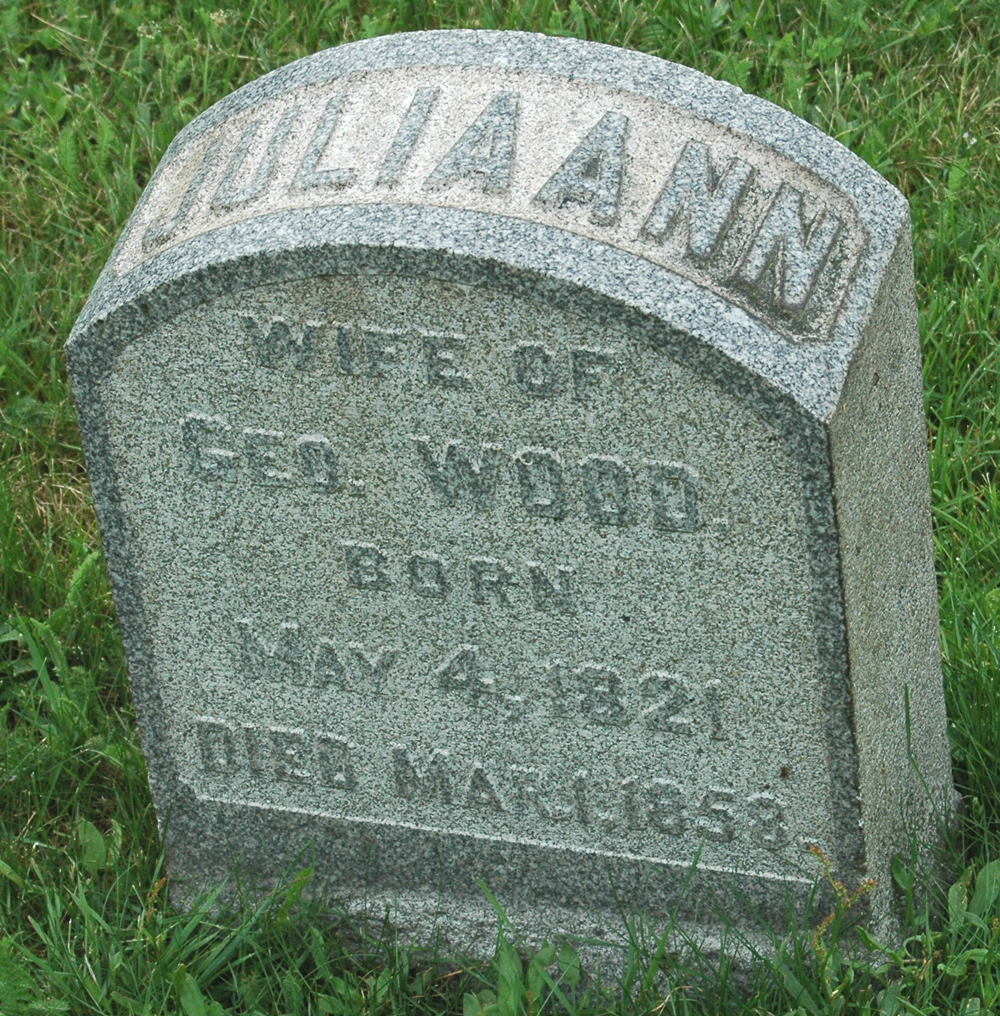 JULIA ANN
WIFE OF
GEO. WOOD.
BORN
MAY 4, 1821
DIED MAR. 1, 1853.